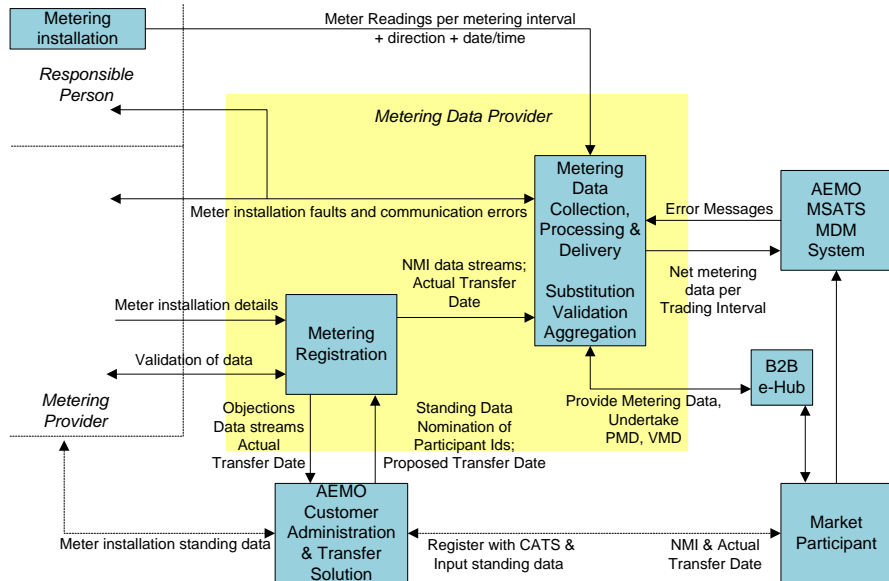 Metering
installation
Meter Readings per metering interval
+ direction + date/time
Responsible
Person
Metering Data Provider
Metering
Data
Collection,
Processing &
Delivery
Substitution
Validation
Aggregation
AEMO
MSATS
MDM
System
Error Messages
Meter installation faults and communication errors
Net metering
data per
Trading Interval
NMI data streams;
Actual Transfer
Date
Meter installation details
Metering
Registration
Validation of data
B2B
e-Hub
Provide Metering Data,
Undertake
PMD, VMD
Metering
Provider
Objections
Data streams
Actual
Transfer Date
Standing Data
Nomination of
Participant Ids;
Proposed Transfer Date
AEMO
Customer
Administration
& Transfer
Solution
Market
Participant
Meter installation standing data
Register with CATS &
Input standing data
NMI & Actual
Transfer Date